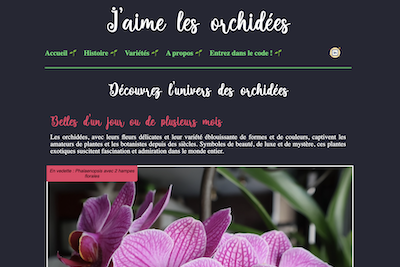 J'aime les orchidées
Accueil Histoire Variétés A propos Entrez dans le code !
Découvrez l'univers des orchidées
Belles d'un jour ou de plusieurs mois
Les orchidées, avec leurs fleurs délicates et leur variété éblouissante de formes et de couleurs, captivent les
amateurs de plantes et les botanistes depuis des siècles. Symboles de beauté, de luxe et de mystère, ces plantes
exotiques suscitent fascination et admiration dans le monde entier.
En vedette : Phalaenopsis avec 2 hampes
florales